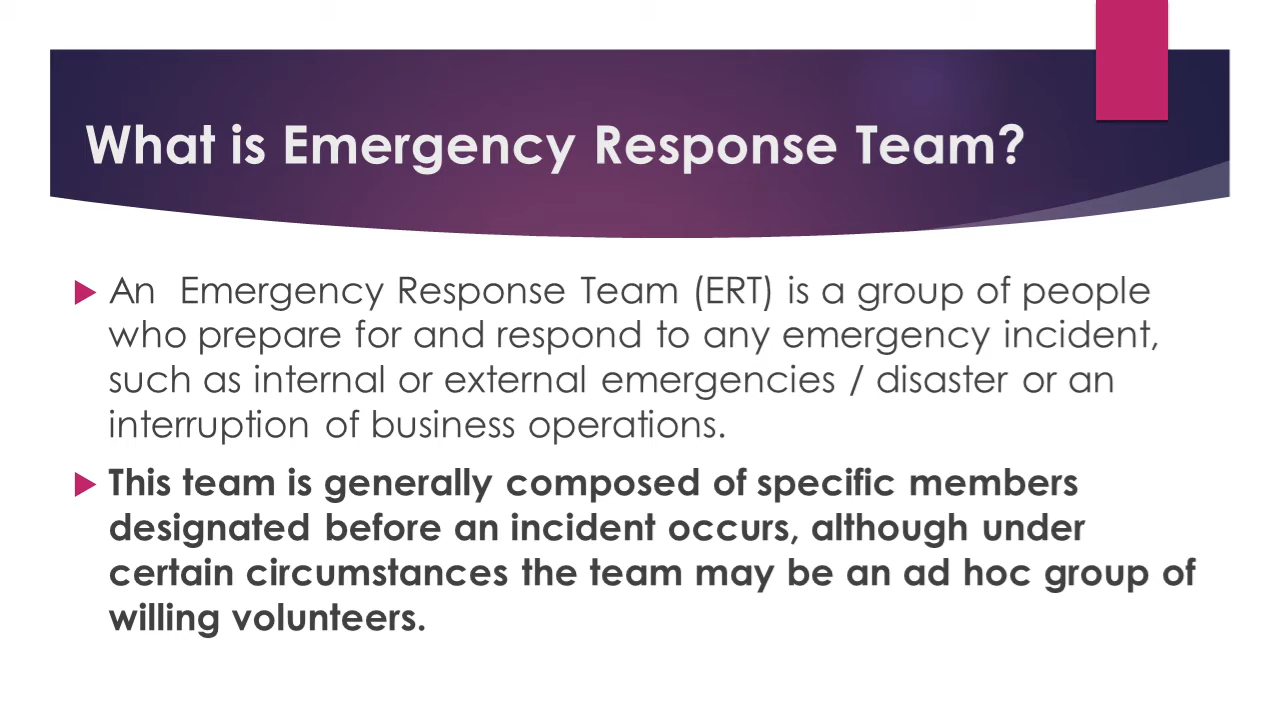 What is Emergency Response Team?
An Emergency Response Team (ERT) is a group of people
who prepare for and respond to any emergency incident,
such as internal or external emergencies / disaster or an
interruption of business operations.
This team is generally composed of specific members
designated before an incident occurs, although under
certain circumstances the team may be an ad hoc group of
willing volunteers.